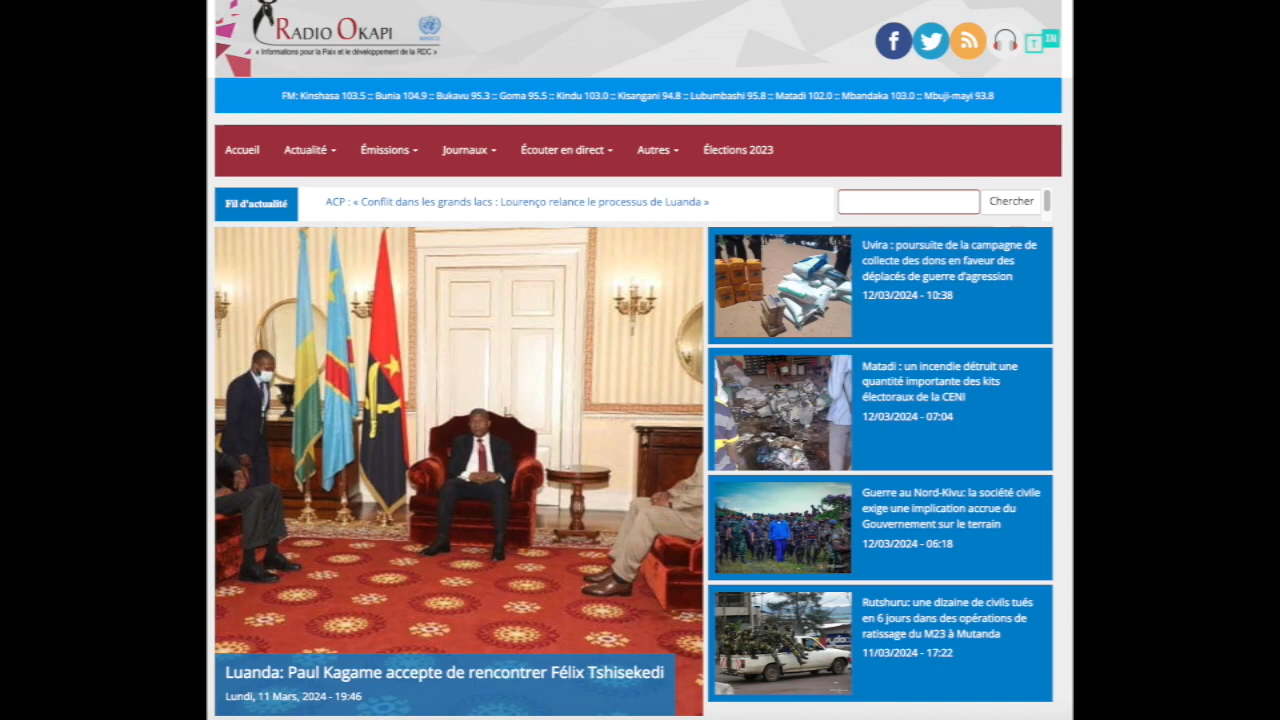 RADIO OKAPI
« Informations pour la Paix et le développement de la RDC »
T IN
FM: Kinshasa 103.5 :: Bunia 104.9 :: Bukavu 95.3 :: Goma 95.5 :: Kindu 103.0 :: Kisangani 94.8 :: Lubumbashi 95.8 :: Matadi 102.0 :: Mbandaka 103.0 :: Mbuji-mayi 93.8
Accueil Actualité Émissions Journaux Écouter en direct Autres Élections 2023
Fil d'actualité
ACP : « Conflit dans les grands lacs : Lourenço relance le processus de Luanda »
Chercher
Luanda: Paul Kagame accepte de rencontrer Félix Tshisekedi
Lundi, 11 Mars, 2024 - 19:46
Uvira : poursuite de la campagne de
collecte des dons en faveur des
déplacés de guerre d'agression
12/03/2024 - 10:38
Matadi : un incendie détruit une
quantité importante des kits
électoraux de la CENI
12/03/2024 - 07:04
Guerre au Nord-Kivu: la société civile
exige une implication accrue du
Gouvernement sur le terrain
12/03/2024 - 06:18
Rutshuru: une dizaine de civils tués
en 6 jours dans des opérations de
ratissage du M23 à Mutanda
11/03/2024 - 17:22